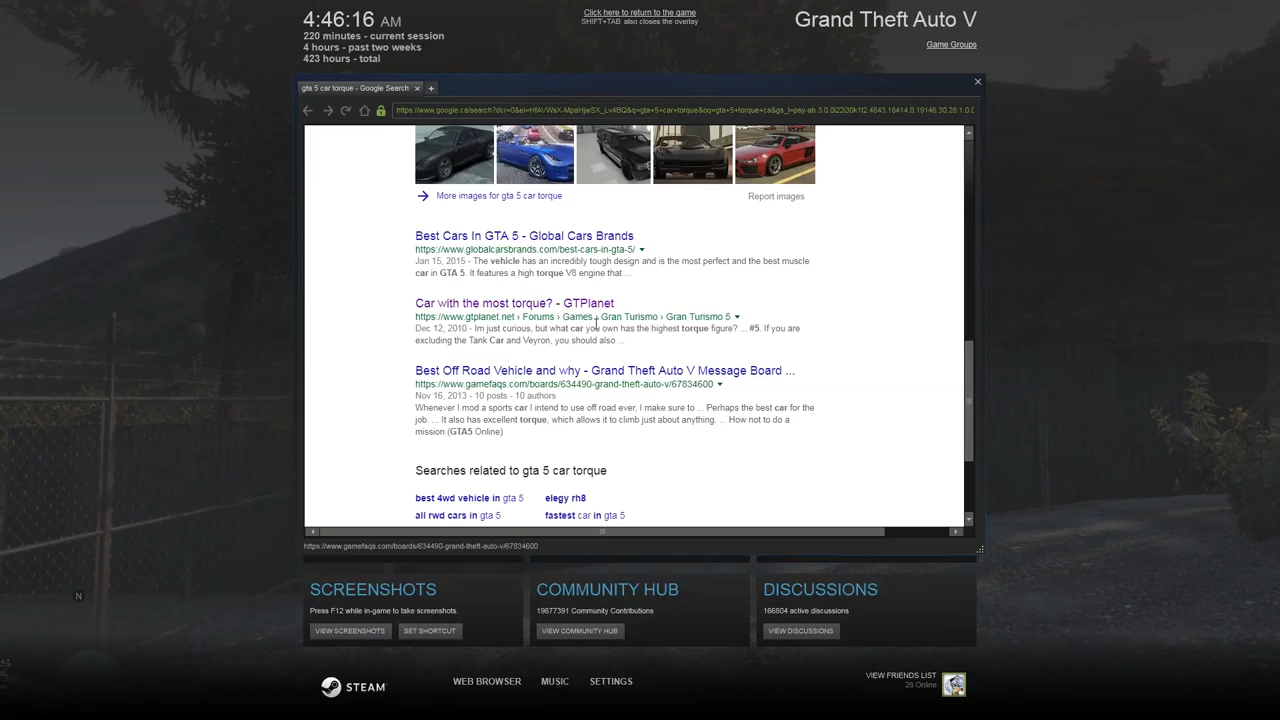 4:46:16 AM
220 minutes - current session
4 hours - past two weeks
423 hours - total
Click here to return to the game
SHIFT+TAB also closes the overlay
Grand Theft Auto V
Game Groups
gta 5 car torque - Google Search
More images for gta 5 car torque
Report images
Best Cars In GTA 5 - Global Cars Brands
https://www.globalcarsbrands.com/best-cars-in-gta-5/
Jan 15, 2015 - The vehicle has an incredibly tough design and is the most perfect and the best muscle
car in GTA 5. It features a high torque V8 engine that ...
Car with the most torque? - GTPlanet
https://www.gtplanet.net › Forums › Games › Gran Turismo › Gran Turismo 5
Dec 12, 2010 - Im just curious, but what car you own has the highest torque figure? ... #5. If you are
excluding the Tank Car and Veyron, you should also ...
Best Off Road Vehicle and why - Grand Theft Auto V Message Board ...
https://www.gamefaqs.com/boards/634490-grand-theft-auto-v/67834600
Nov 16, 2013 - 10 posts - 10 authors
Whenever I mod a sports car I intend to use off road ever, I make sure to ... Perhaps the best car for the
job. ... It also has excellent torque, which allows it to climb just about anything. ... How not to do a
mission (GTA5 Online)
Searches related to gta 5 car torque
best 4wd vehicle in gta 5
elegy rh8
all rwd cars in gta 5
fastest car in gta 5
https://www.gamefaqs.com/boards/634490-grand-theft-auto-v/67834600
N
SCREENSHOTS
Press F12 while in-game to take screenshots.
VIEW SCREENSHOTS
SET SHORTCUT
COMMUNITY HUB
19877391 Community Contributions
VIEW COMMUNITY HUB
DISCUSSIONS
166804 active discussions
VIEW DISCUSSIONS
STEAM
WEB BROWSER
MUSIC
SETTINGS
VIEW FRIENDS LIST
28 Online